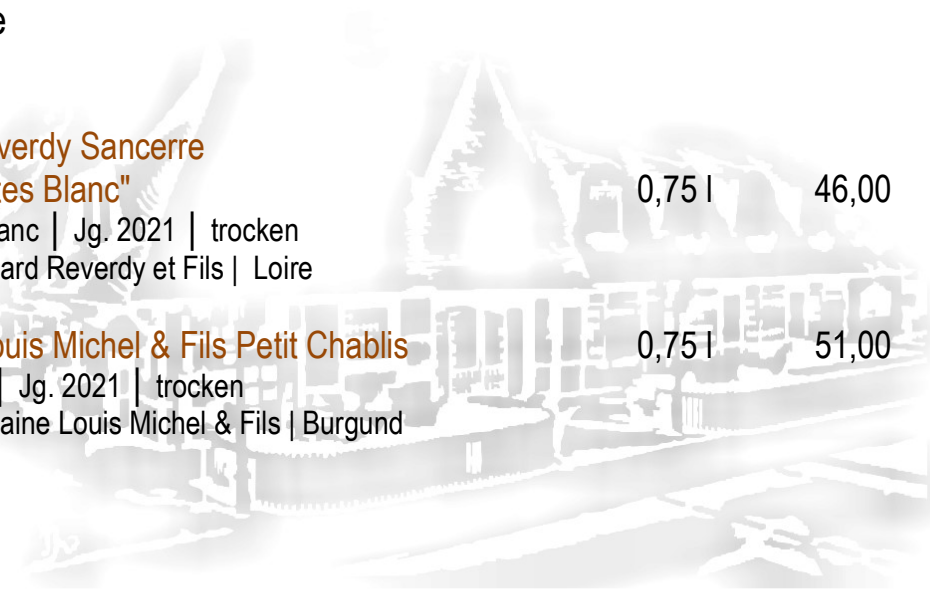 e
verdy Sancerre
tes Blanc" 0,75 l 46,00
anc | Jg. 2021 | trocken
ard Reverdy et Fils | Loire
ouis Michel & Fils Petit Chablis 0,75 l 51,00
| Jg. 2021 | trocken
aine Louis Michel & Fils | Burgund